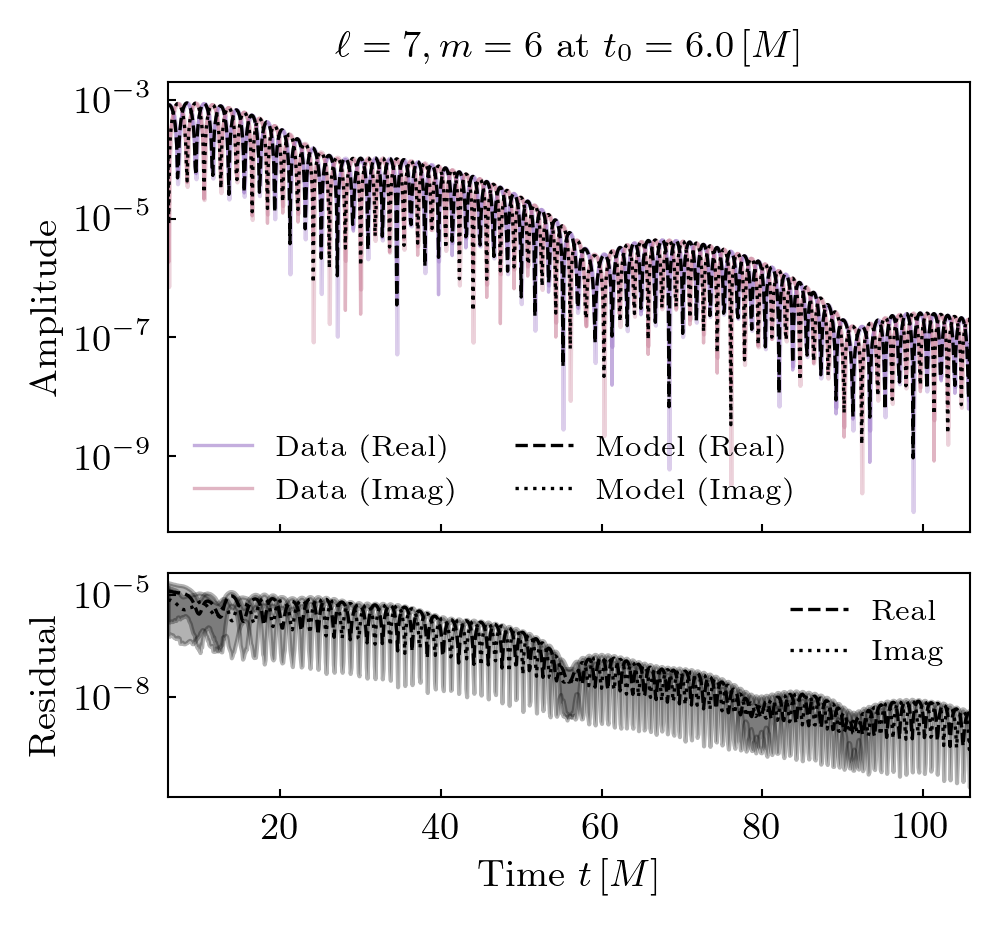 ℓ = 7, m = 6 at t₀ = 6.0 [M]
10⁻³
10⁻⁵
10⁻⁷
10⁻⁹
Amplitude
Data (Real)
Data (Imag)
Model (Real)
Model (Imag)
10⁻⁵
10⁻⁸
Residual
Real
Imag
20 40 60 80 100
Time t [M]